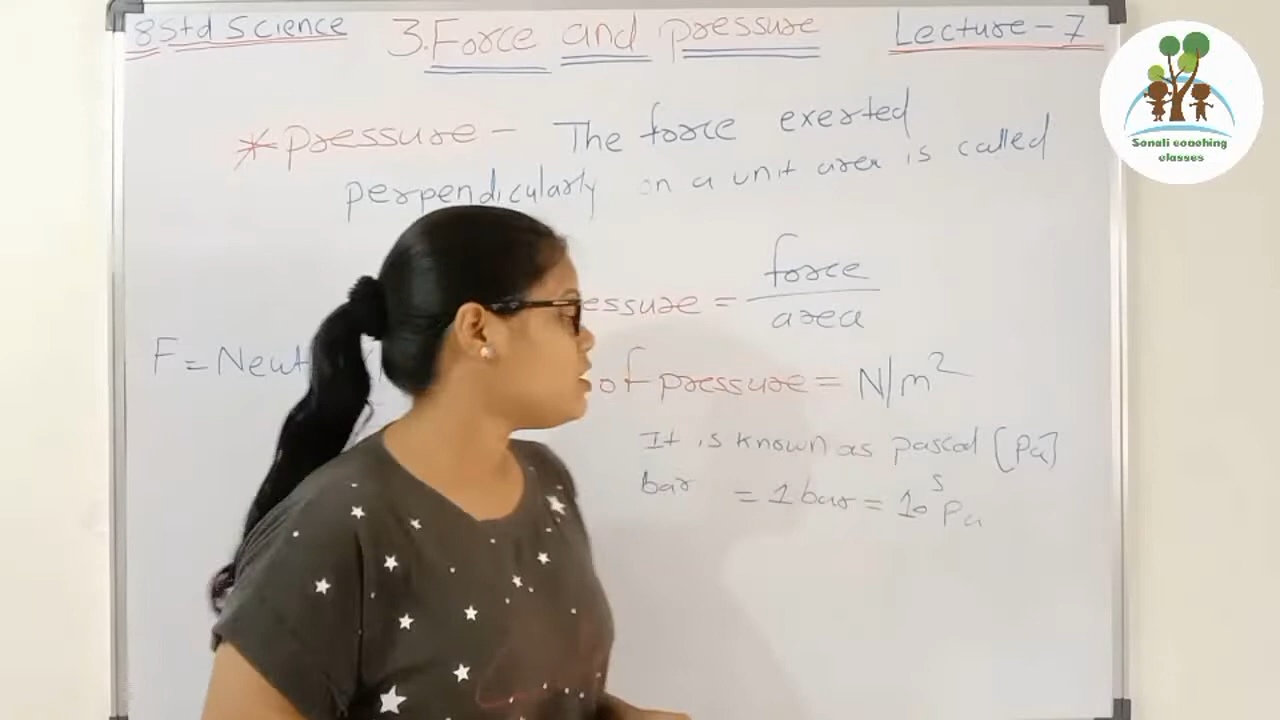 8 Std Science
3. Force and pressure
Lecture - 7
Sonali coaching
classes
* pressure - The force exerted
perpendicularly on a unit area is called
essure = force
area
F = Newt
of pressure = N/m²
It is known as pascal [Pa]
bar = 1 bar = 10⁵ Pa